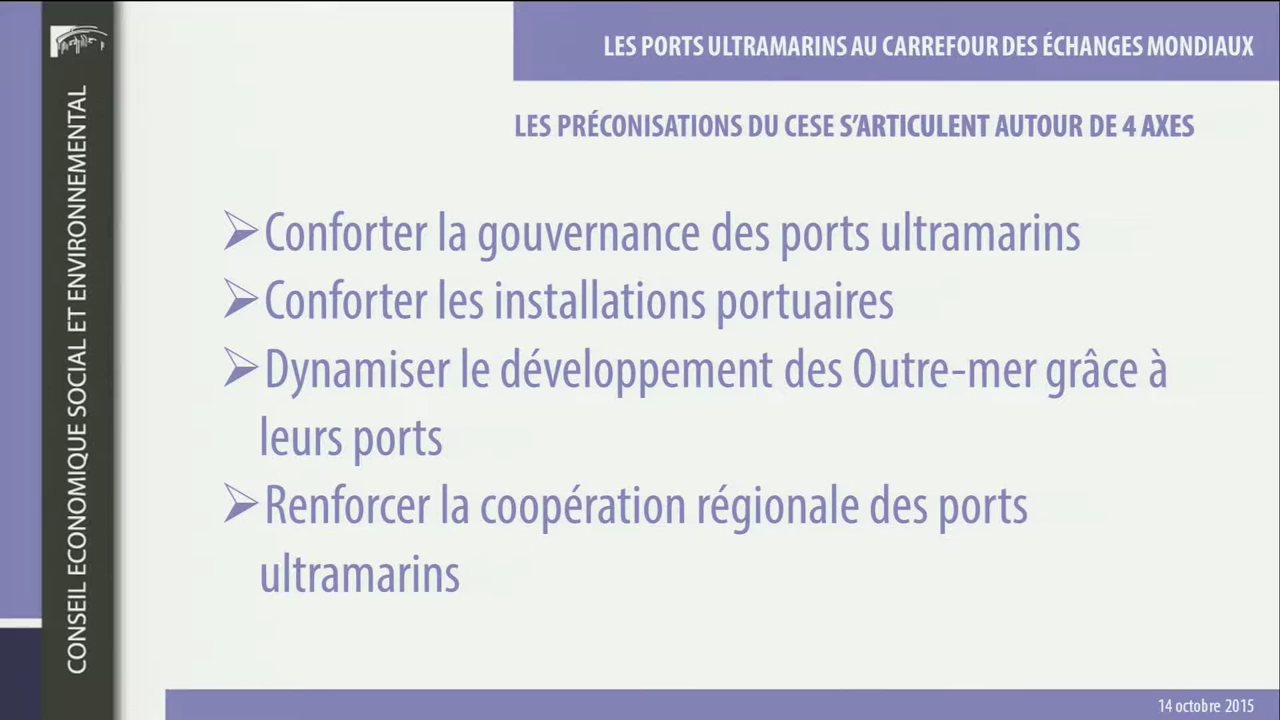 LES PORTS ULTRAMARINS AU CARREFOUR DES ÉCHANGES MONDIAUX
LES PRÉCONISATIONS DU CESE S'ARTICULENT AUTOUR DE 4 AXES
➢Conforter la gouvernance des ports ultramarins
➢Conforter les installations portuaires
➢Dynamiser le développement des Outre-mer grâce à
leurs ports
➢Renforcer la coopération régionale des ports
ultramarins
CONSEIL ECONOMIQUE SOCIAL ET ENVIRONNEMENTAL
14 octobre 2015